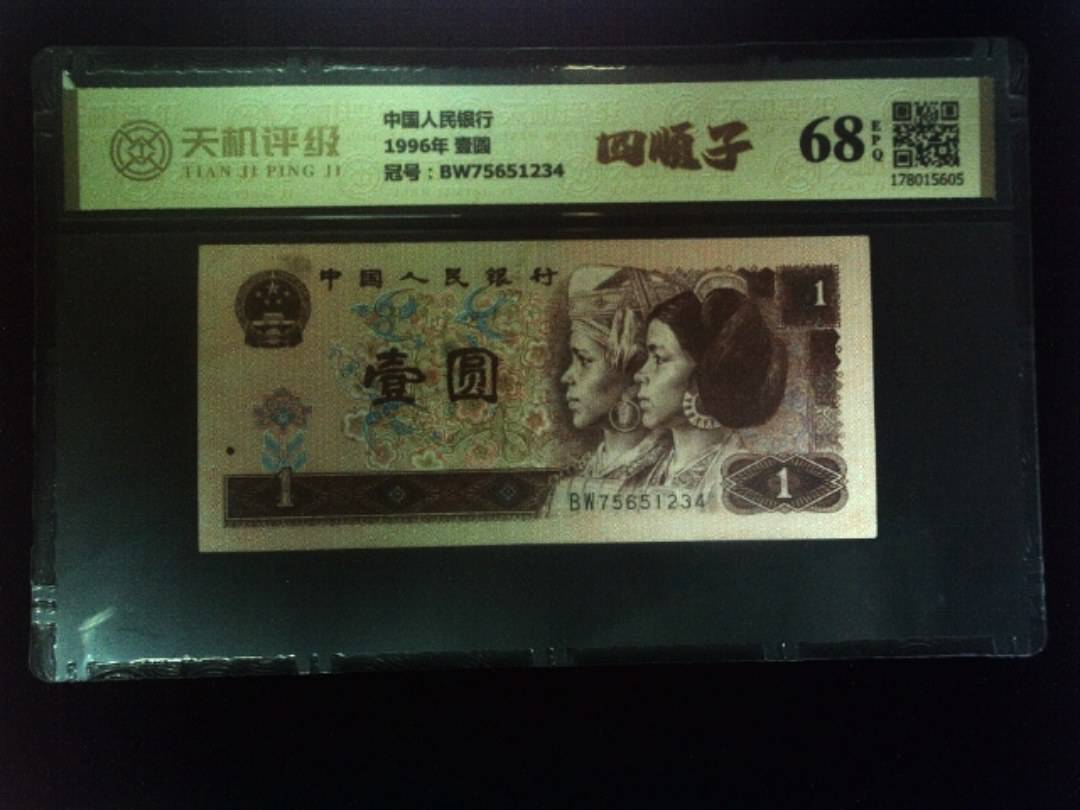 天机评级
TIAN JI PING JI
中国人民银行
1996年 壹圆
冠号：BW75651234
四顺子
68
EPQ
178015605
中国人民银行
1
壹圆
1
BW75651234
1